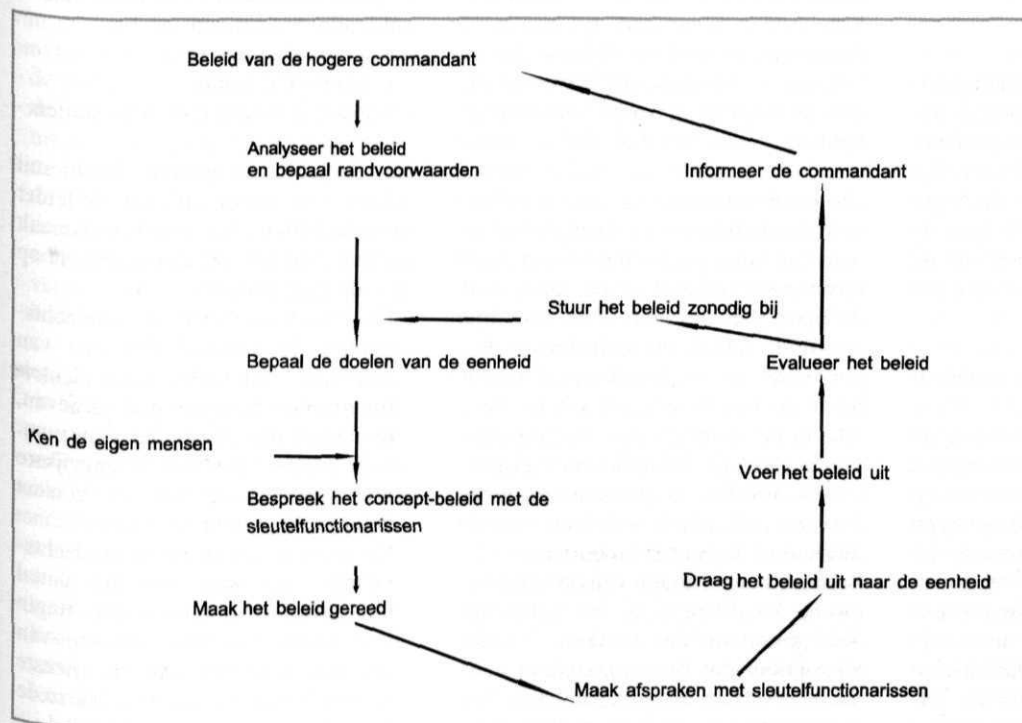 Beleid van de hogere commandant
Analyseer het beleid
en bepaal randvoorwaarden
Informeer de commandant
Stuur het beleid zonodig bij
Bepaal de doelen van de eenheid
Evalueer het beleid
Ken de eigen mensen
Voer het beleid uit
Bespreek het concept-beleid met de
sleutelfunctionarissen
Draag het beleid uit naar de eenheid
Maak het beleid gereed
Maak afspraken met sleutelfunctionarissen